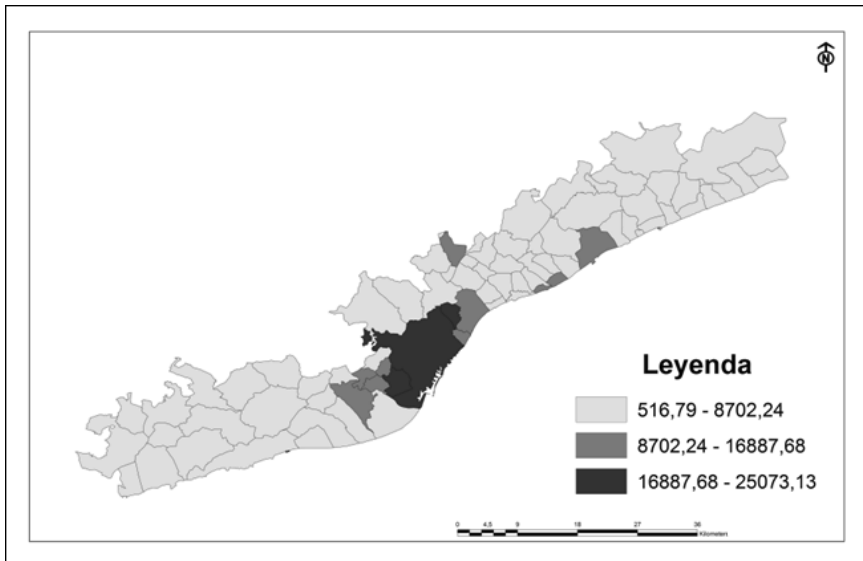 N
Leyenda
516,79 - 8702,24
8702,24 - 16887,68
16887,68 - 25073,13
0 4,5 9 18 27 36
Kilometers